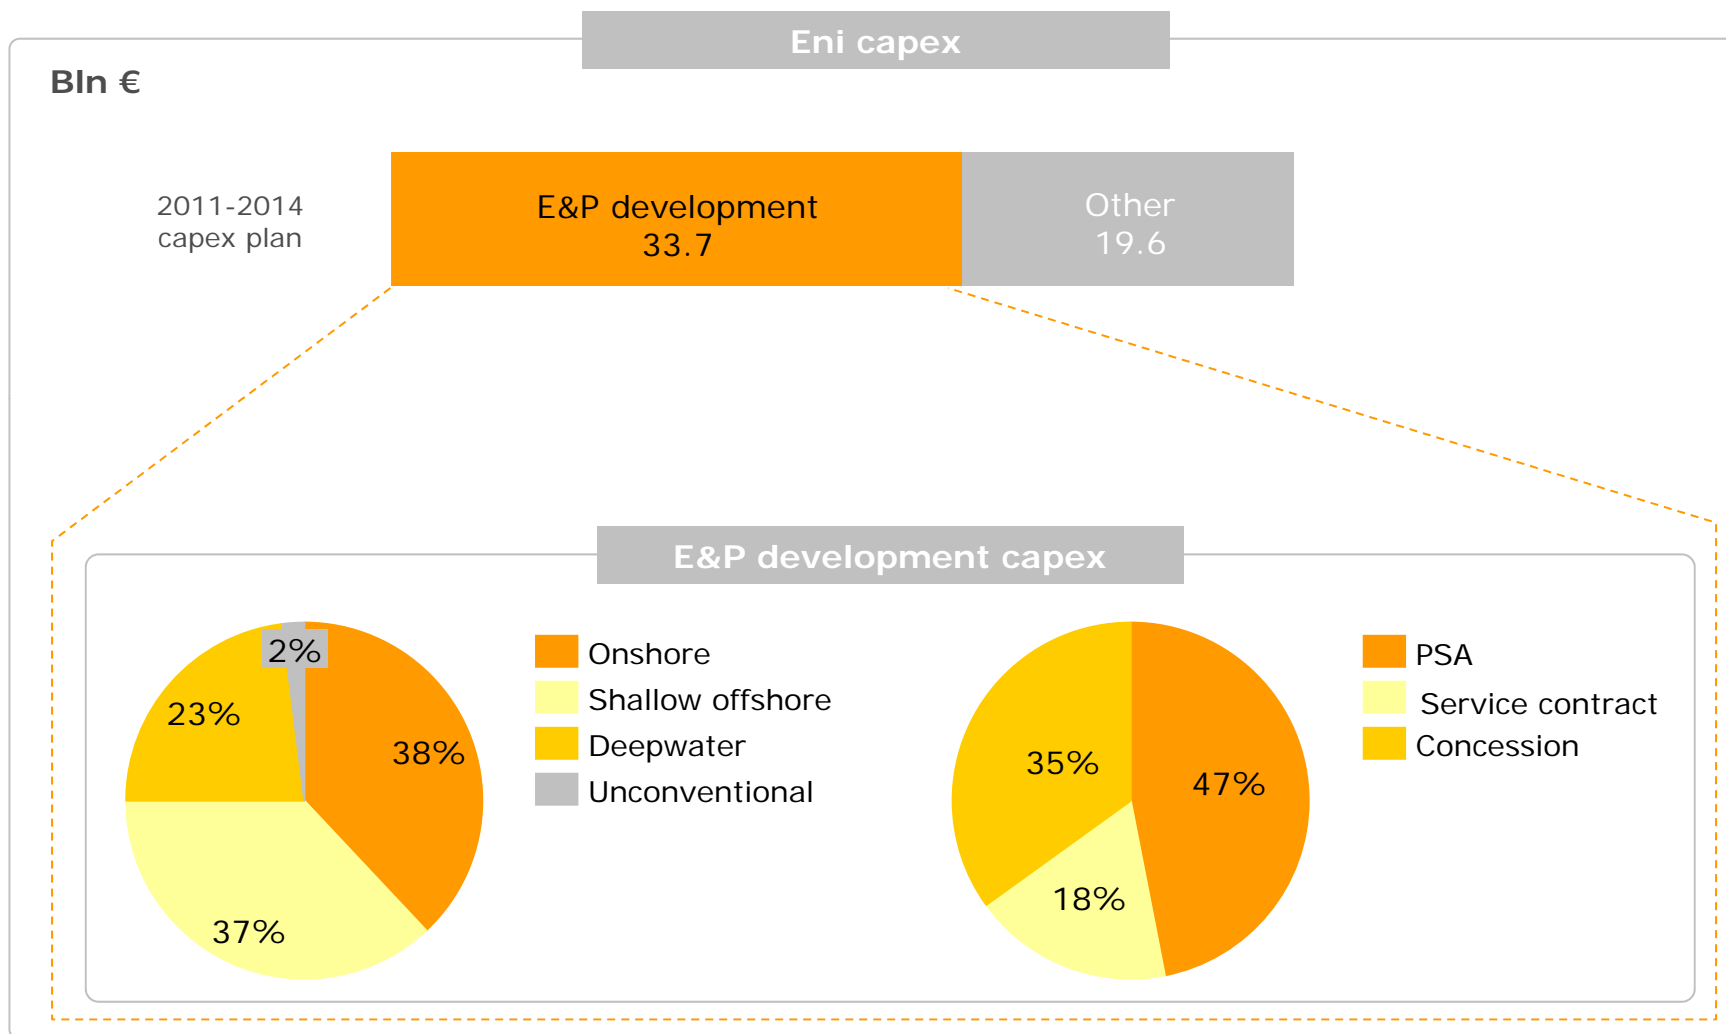 Eni capex
Bln €
2011-2014
capex plan
E&P development
33.7
Other
19.6
E&P development capex
2%
23%
38%
37%
Onshore
Shallow offshore
Deepwater
Unconventional
35%
47%
18%
PSA
Service contract
Concession